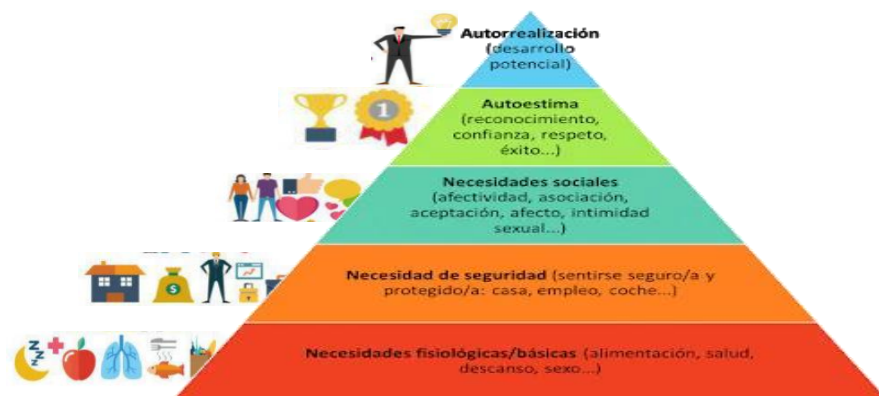 Autorrealización
(desarrollo
potencial)
1
Autoestima
(reconocimiento,
confianza, respeto,
éxito...)
Necesidades sociales
(afectividad, asociación,
aceptación, afecto, intimidad
sexual...)
$
Necesidad de seguridad (sentirse seguro/a y
protegido/a: casa, empleo, coche...)
z z z
Necesidades fisiológicas/básicas (alimentación, salud,
descanso, sexo...)